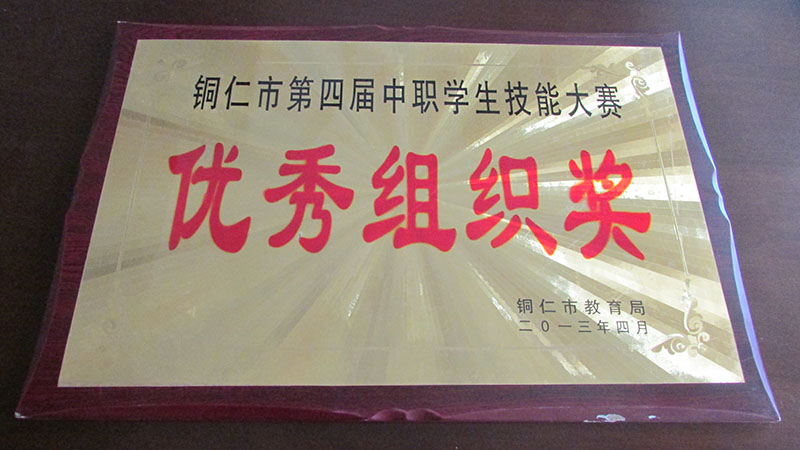 铜仁市第四届中职学生技能大赛
优秀组织奖
铜仁市教育局
二０一三年四月